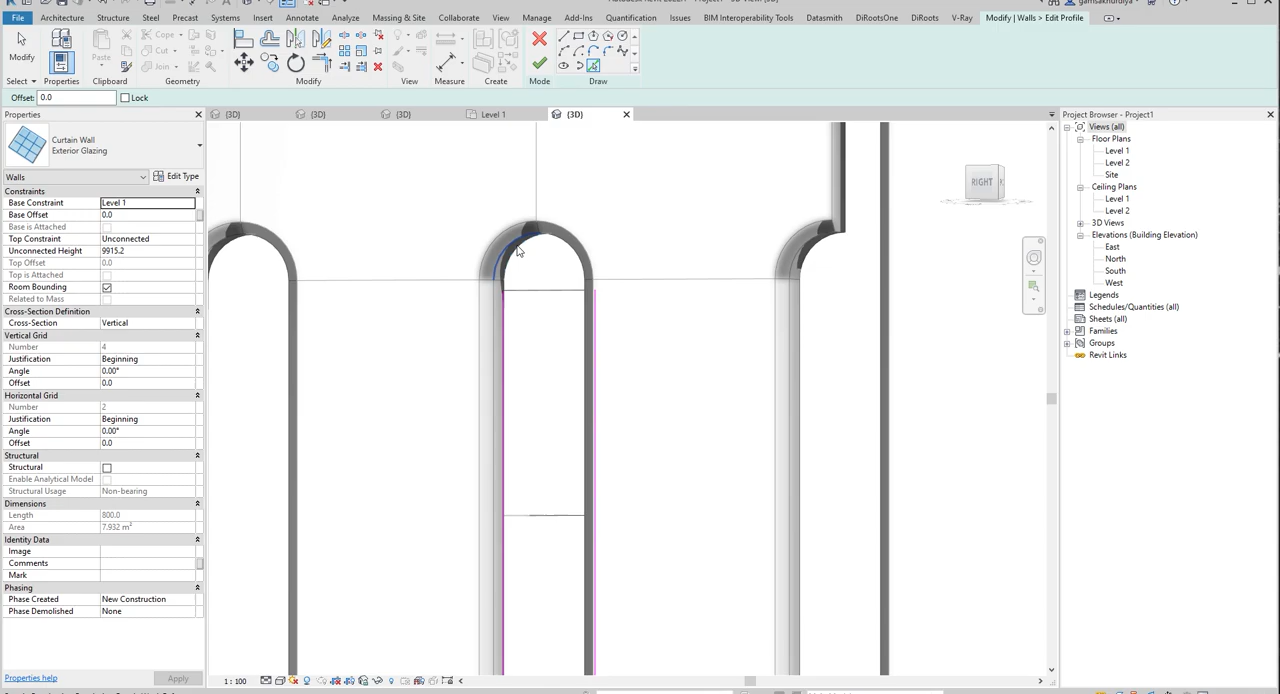 File Architecture Structure Steel Precast Systems Insert Annotate Analyze Massing & Site Collaborate View Manage Add-Ins Quantification Issues BIM Interoperability Tools Datasmith DiRootsOne DiRoots V-Ray Modify | Walls > Edit Profile
Modify
Paste
Cope
Cut
Join
Select Properties Clipboard Geometry Modify View Measure Create Mode Draw
Offset: 0.0 Lock
Properties
{3D} {3D} {3D} Level 1 {3D}
Project Browser - Project1
Curtain Wall
Exterior Glazing
Walls Edit Type
Constraints
Base Constraint Level 1
Base Offset 0.0
Base is Attached
Top Constraint Unconnected
Unconnected Height 9915.2
Top Offset 0.0
Top is Attached
Room Bounding
Related to Mass
Cross-Section Definition
Cross-Section Vertical
Vertical Grid
Number 4
Justification Beginning
Angle 0.00°
Offset 0.0
Horizontal Grid
Number 2
Justification Beginning
Angle 0.00°
Offset 0.0
Structural
Structural
Enable Analytical Model
Structural Usage Non-bearing
Dimensions
Length 800.0
Area 7.932 m²
Identity Data
Image
Comments
Mark
Phasing
Phase Created New Construction
Phase Demolished None
Properties help Apply
RIGHT
Views (all)
Floor Plans
Level 1
Level 2
Site
Ceiling Plans
Level 1
Level 2
3D Views
Elevations (Building Elevation)
East
North
South
West
Legends
Schedules/Quantities (all)
Sheets (all)
Families
Groups
Revit Links
1 : 100